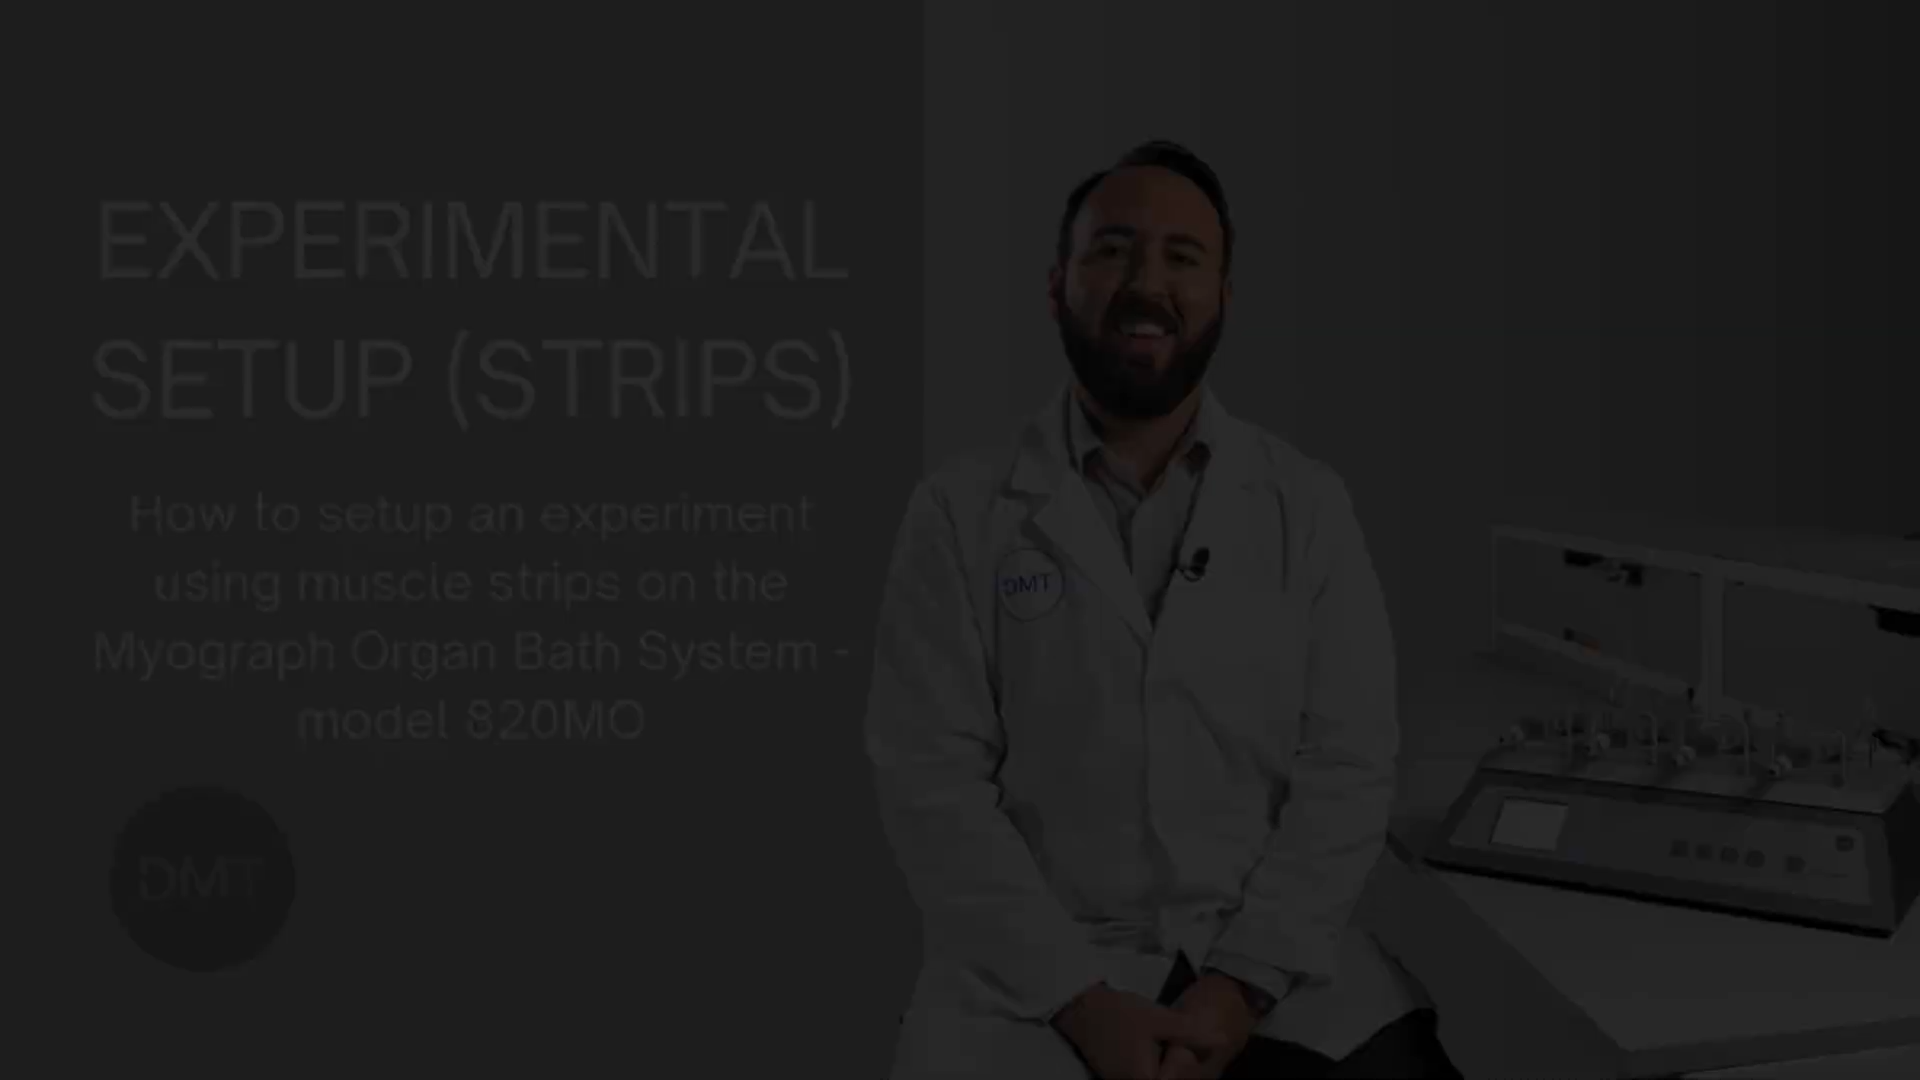 EXPERIMENTAL
SETUP (STRIPS)
How to setup an experiment
using muscle strips on the
Myograph Organ Bath System -
model 820MO
DMT
DMT